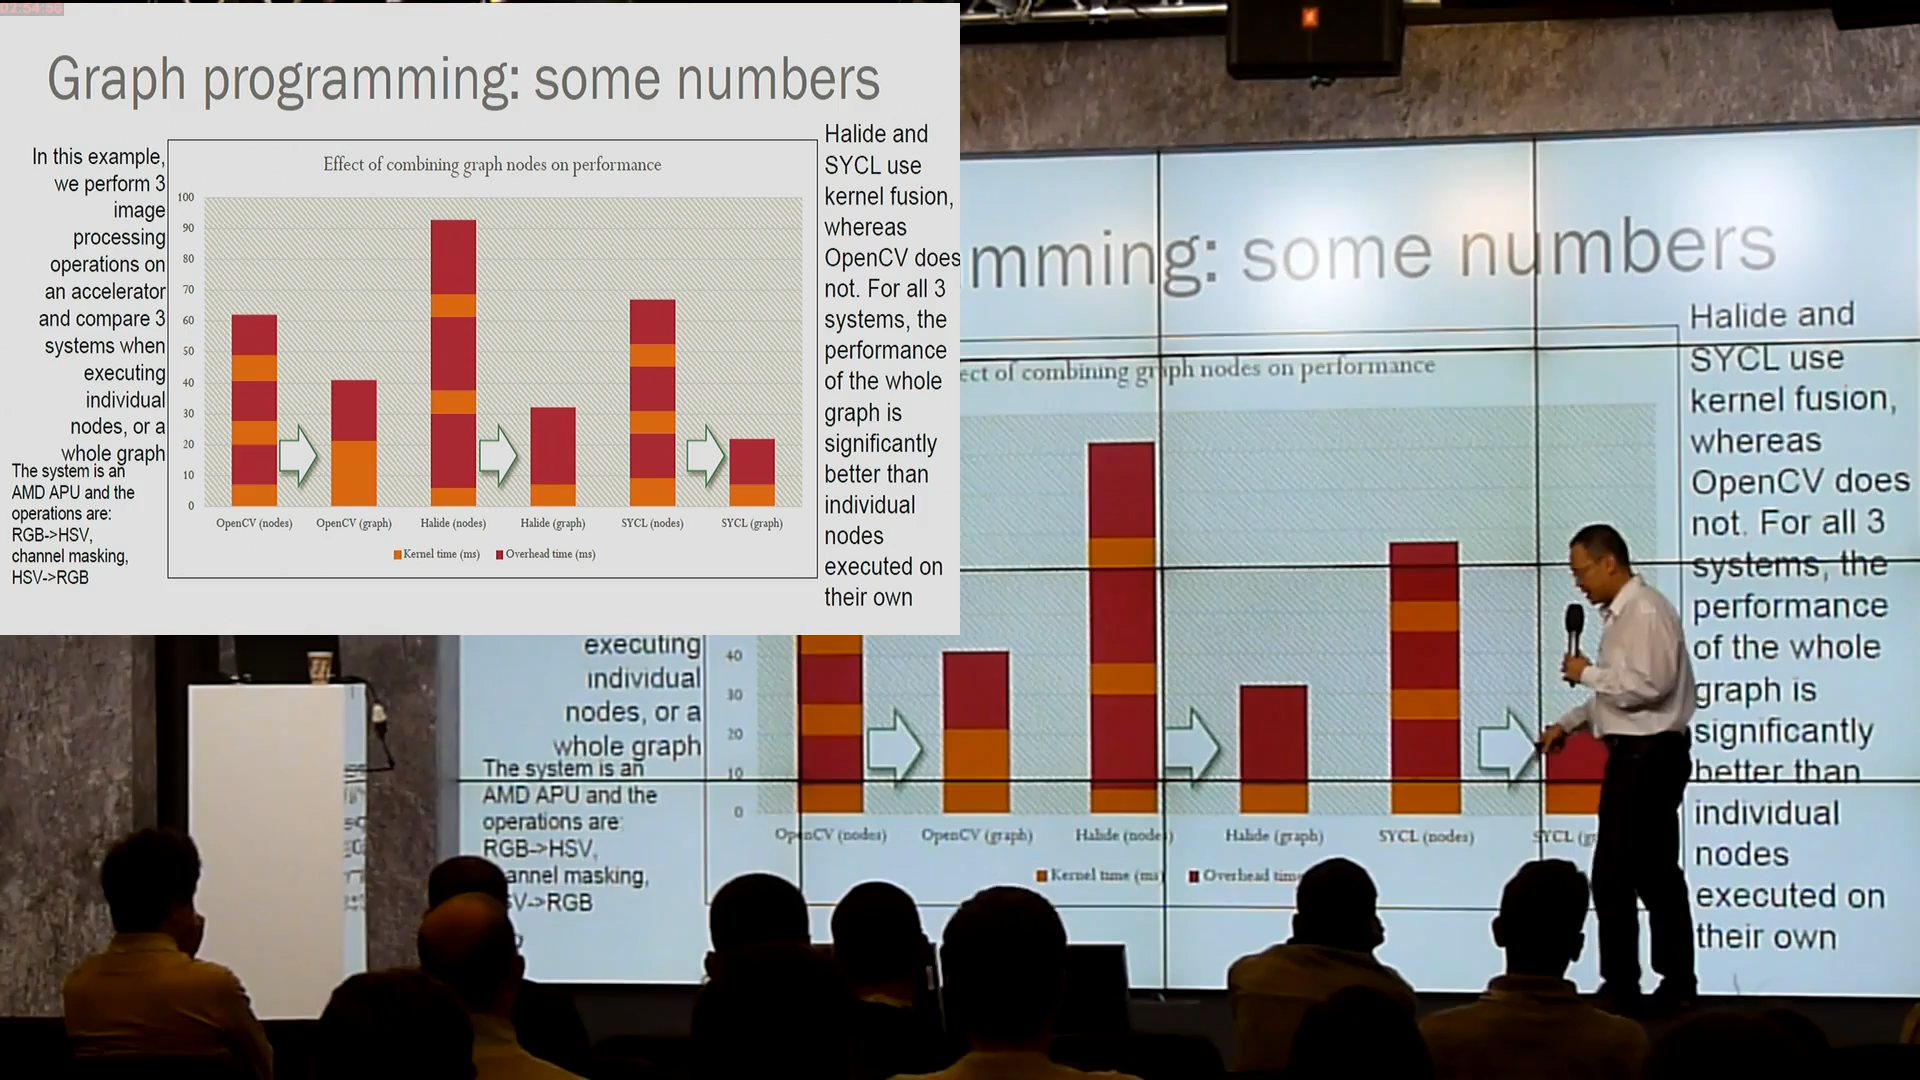 02:54:56
Graph programming: some numbers
In this example,
we perform 3
image
processing
operations on
an accelerator
and compare 3
systems when
executing
individual
nodes, or a
whole graph
The system is an
AMD APU and the
operations are:
RGB->HSV,
channel masking,
HSV->RGB
Effect of combining graph nodes on performance
100
90
80
70
60
50
40
30
20
10
0
OpenCV (nodes) OpenCV (graph) Halide (nodes) Halide (graph) SYCL (nodes) SYCL (graph)
Kernel time (ms) Overhead time (ms)
Halide and
SYCL use
kernel fusion,
whereas
OpenCV does
not. For all 3
systems, the
performance
of the whole
graph is
significantly
better than
individual
nodes
executed on
their own
mming: some numbers
ect of combining graph nodes on performance
executing
individual
nodes, or a
whole graph
The system is an
AMD APU and the
operations are:
RGB->HSV,
annel masking,
SV->RGB
40
30
20
10
0
OpenCV (nodes) OpenCV (graph) Halide (nodes) Halide (graph) SYCL (nodes) SYCL (g
Kernel time (ms) Overhead time
Halide and
SYCL use
kernel fusion,
whereas
OpenCV does
not. For all 3
systems, the
performance
of the whole
graph is
significantly
better than
individual
nodes
executed on
their own